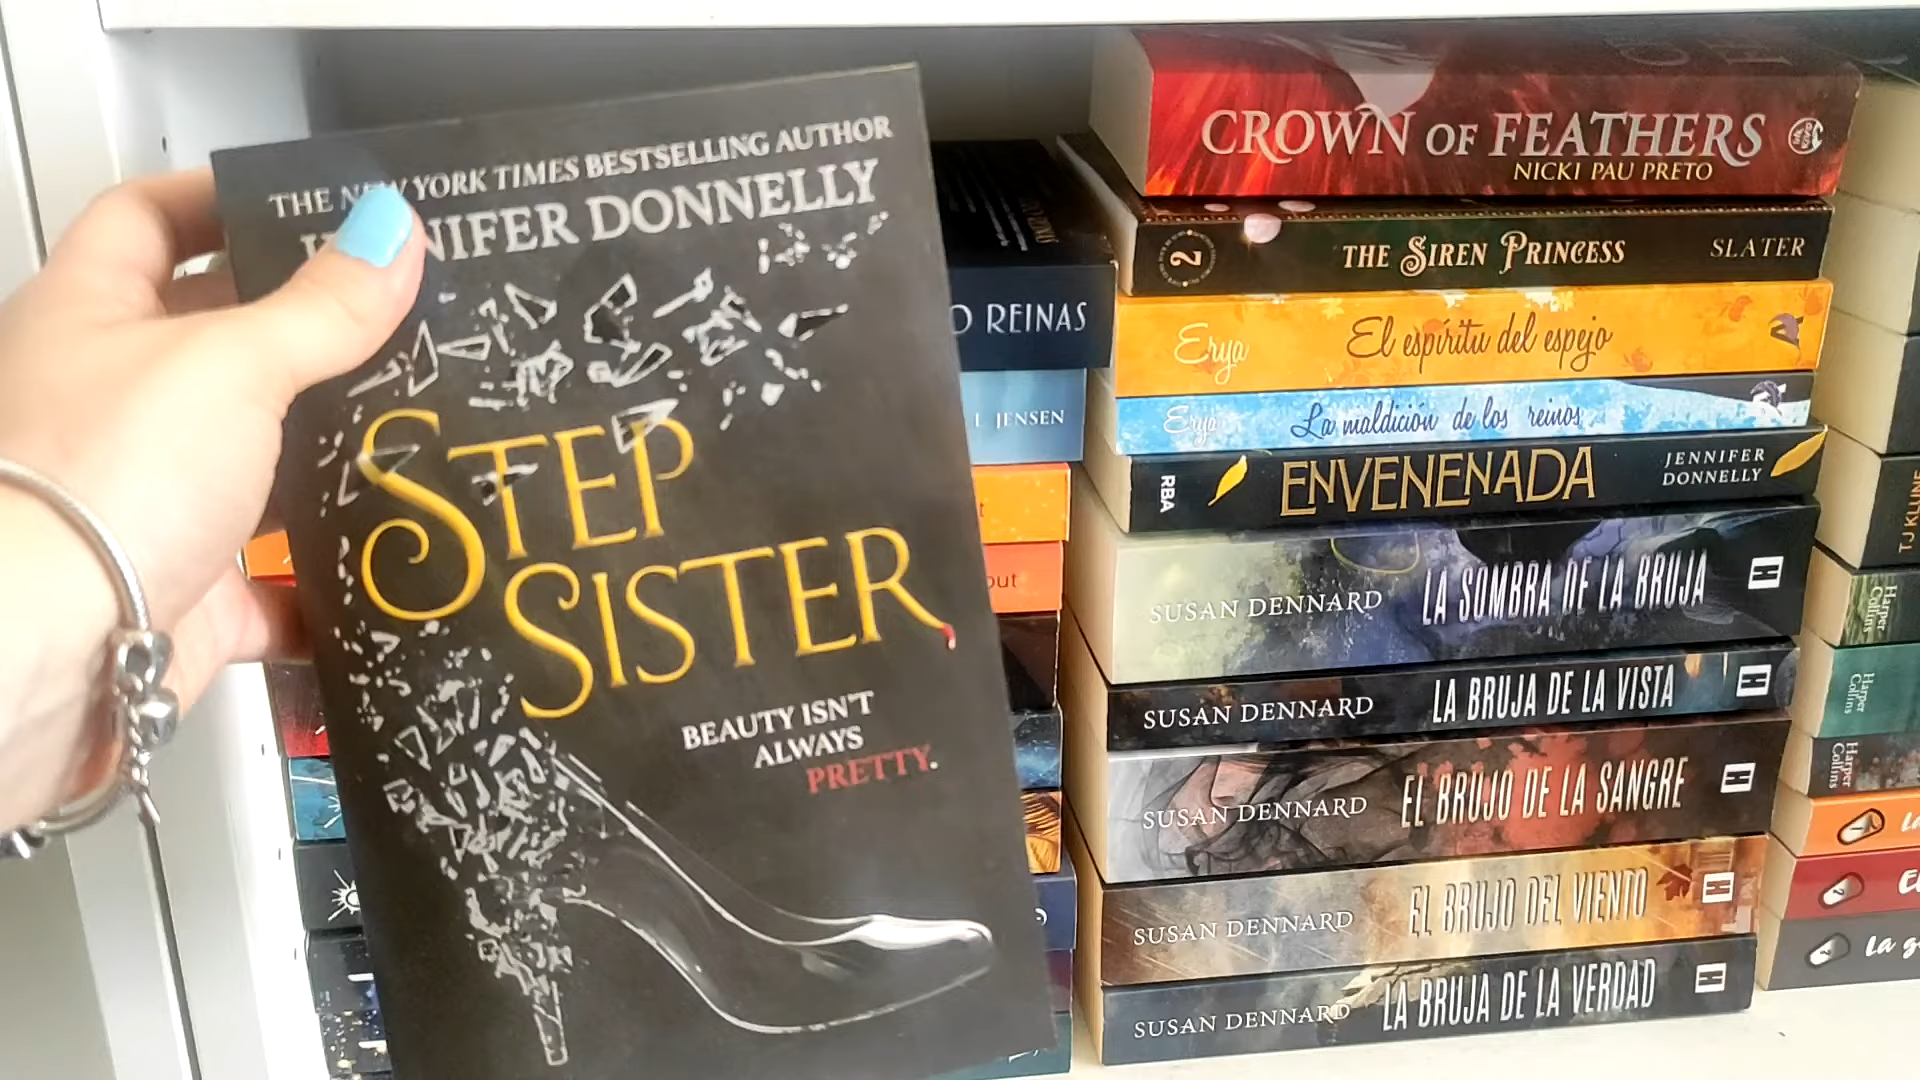 THE NEW YORK TIMES BESTSELLING AUTHOR
JENNIFER DONNELLY
STEP
SISTER
BEAUTY ISN'T
ALWAYS
PRETTY.
O REINAS
L JENSEN
t
out
CROWN OF FEATHERS
NICKI PAU PRETO
2
THE SIREN PRINCESS
SLATER
Erya
El espíritu del espejo
Erya
La maldición de los reinos
RBA
ENVENENADA
JENNIFER
DONNELLY
SUSAN DENNARD
LA SOMBRA DE LA BRUJA
H
SUSAN DENNARD
LA BRUJA DE LA VISTA
H
SUSAN DENNARD
EL BRUJO DE LA SANGRE
H
SUSAN DENNARD
EL BRUJO DEL VIENTO
H
SUSAN DENNARD
LA BRUJA DE LA VERDAD
H
TJ KLUNE
Harper
Collins
Harper
Collins
Harper
Collins
La g